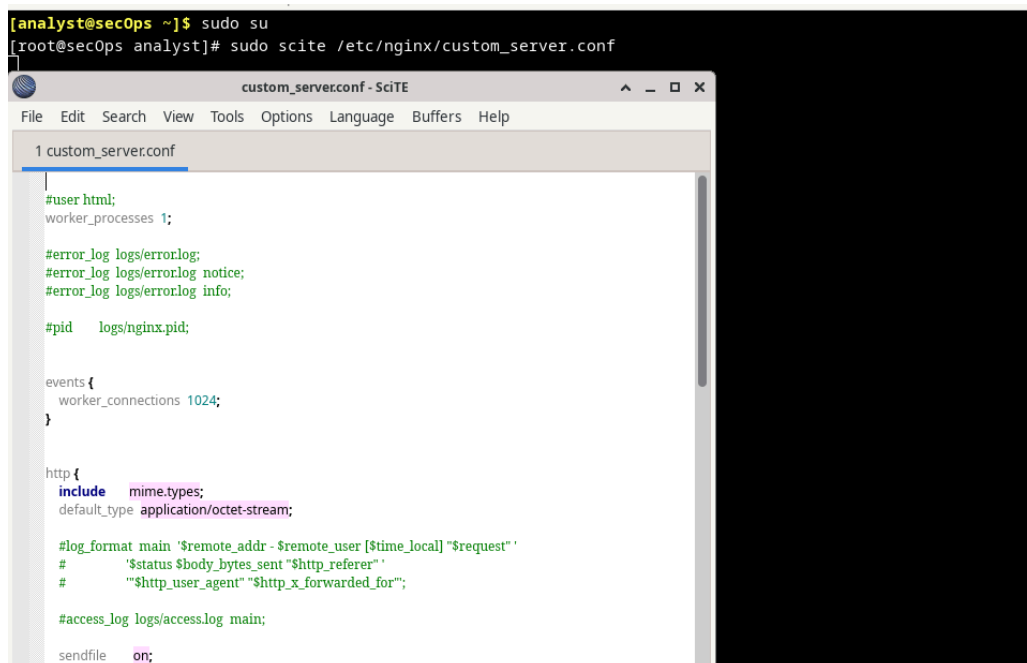 [analyst@secOps ~]$ sudo su
[root@secOps analyst]# sudo scite /etc/nginx/custom_server.conf
custom_server.conf - SciTE
File Edit Search View Tools Options Language Buffers Help
1 custom_server.conf
#user html;
worker_processes 1;
#error_log logs/error.log;
#error_log logs/error.log notice;
#error_log logs/error.log info;
#pid logs/nginx.pid;
events {
worker_connections 1024;
}
http {
include mime.types;
default_type application/octet-stream;
#log_format main '$remote_addr - $remote_user [$time_local] "$request" '
# '$status $body_bytes_sent "$http_referer" '
# '"$http_user_agent" "$http_x_forwarded_for"';
#access_log logs/access.log main;
sendfile on;